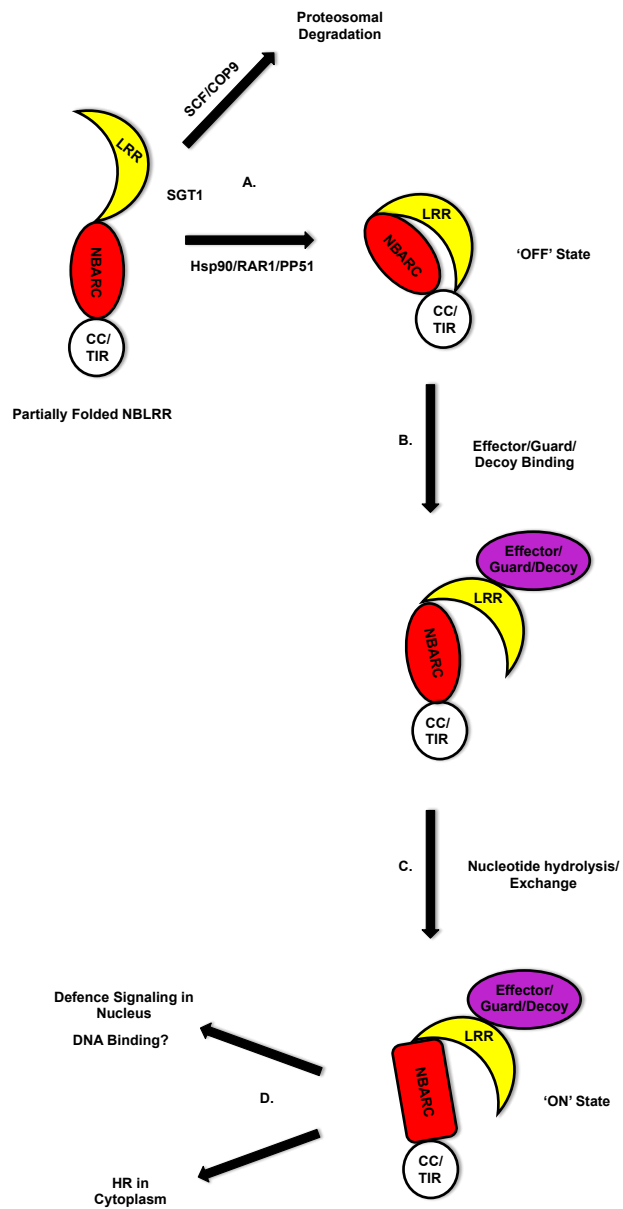 Proteosomal
Degradation
SCF/COP9
LRR
SGT1
A.
NBARC
Hsp90/RAR1/PP51
CC/
TIR
Partially Folded NBLRR
LRR
NBARC
CC/
TIR
‘OFF’ State
B.
Effector/Guard/
Decoy Binding
Effector/
Guard/Decoy
LRR
NBARC
CC/
TIR
C.
Nucleotide hydrolysis/
Exchange
Effector/
Guard/Decoy
LRR
NBARC
CC/
TIR
‘ON’ State
Defence Signaling in
Nucleus
DNA Binding?
D.
HR in
Cytoplasm